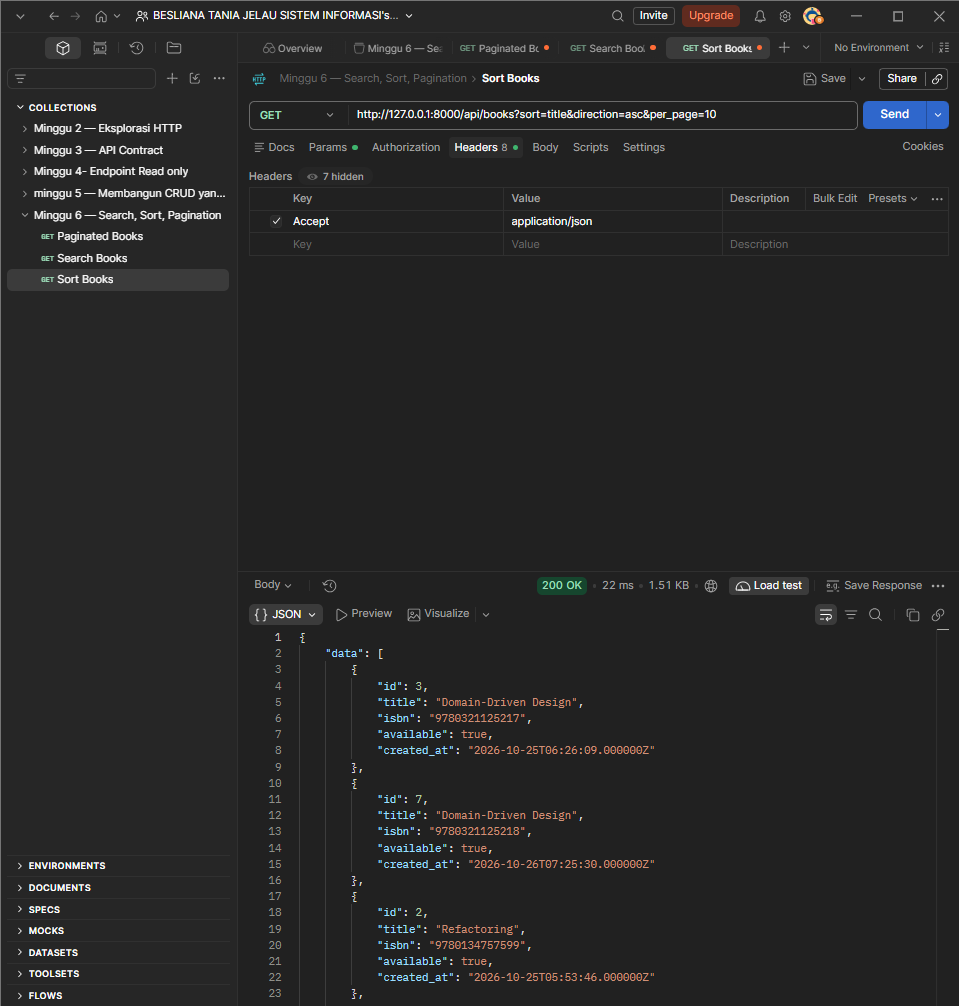 BESLIANA TANIA JELAU SISTEM INFORMASI's...
Invite
Upgrade
Overview
Minggu 6 — Se
GET Paginated Bo
GET Search Bool
GET Sort Books
No Environment
Minggu 6 — Search, Sort, Pagination › Sort Books
Save
Share
COLLECTIONS
Minggu 2 — Eksplorasi HTTP
Minggu 3 — API Contract
Minggu 4- Endpoint Read only
minggu 5 — Membangun CRUD yan...
Minggu 6 — Search, Sort, Pagination
GET Paginated Books
GET Search Books
GET Sort Books
ENVIRONMENTS
DOCUMENTS
SPECS
MOCKS
DATASETS
TOOLSETS
FLOWS
HTTP
GET
http://127.0.0.1:8000/api/books?sort=title&direction=asc&per_page=10
Send
Docs Params Authorization Headers 8 Body Scripts Settings Cookies
Headers 7 hidden
Key Value Description Bulk Edit Presets
Accept application/json
Key Value Description
Body 200 OK 22 ms 1.51 KB Load test e.g. Save Response
{ } JSON Preview Visualize
1 {
2 "data": [
3 {
4 "id": 3,
5 "title": "Domain-Driven Design",
6 "isbn": "9780321125217",
7 "available": true,
8 "created_at": "2026-10-25T06:26:09.000000Z"
9 },
10 {
11 "id": 7,
12 "title": "Domain-Driven Design",
13 "isbn": "9780321125218",
14 "available": true,
15 "created_at": "2026-10-26T07:25:30.000000Z"
16 },
17 {
18 "id": 2,
19 "title": "Refactoring",
20 "isbn": "9780134757599",
21 "available": true,
22 "created_at": "2026-10-25T05:53:46.000000Z"
23 },